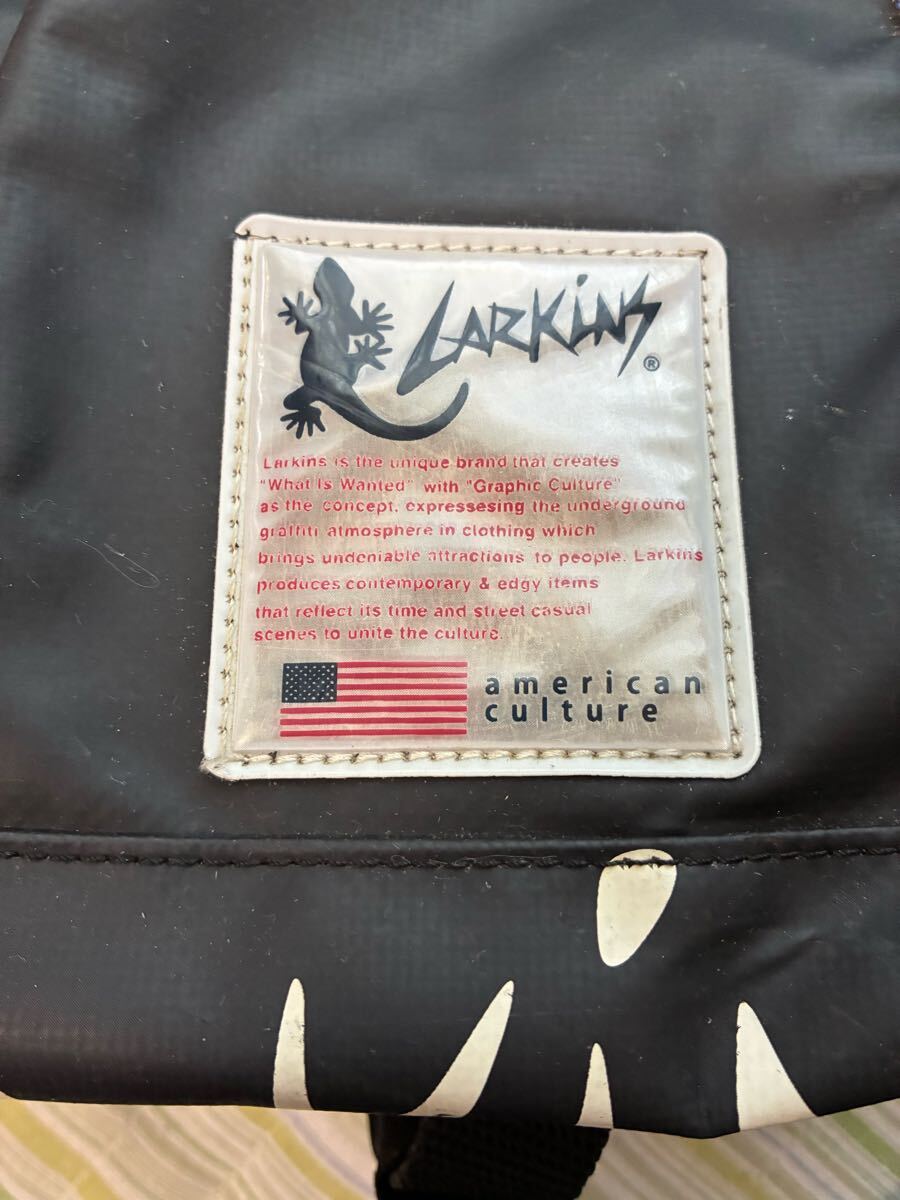 LARKiNS
®
Larkins is the unique brand that creates
"What Is Wanted" with "Graphic Culture"
as the concept, expressesing the underground
graffiti atmosphere in clothing which
brings undeniable attractions to people. Larkins
produces contemporary & edgy items
that reflect its time and street casual
scenes to unite the culture.
american
culture